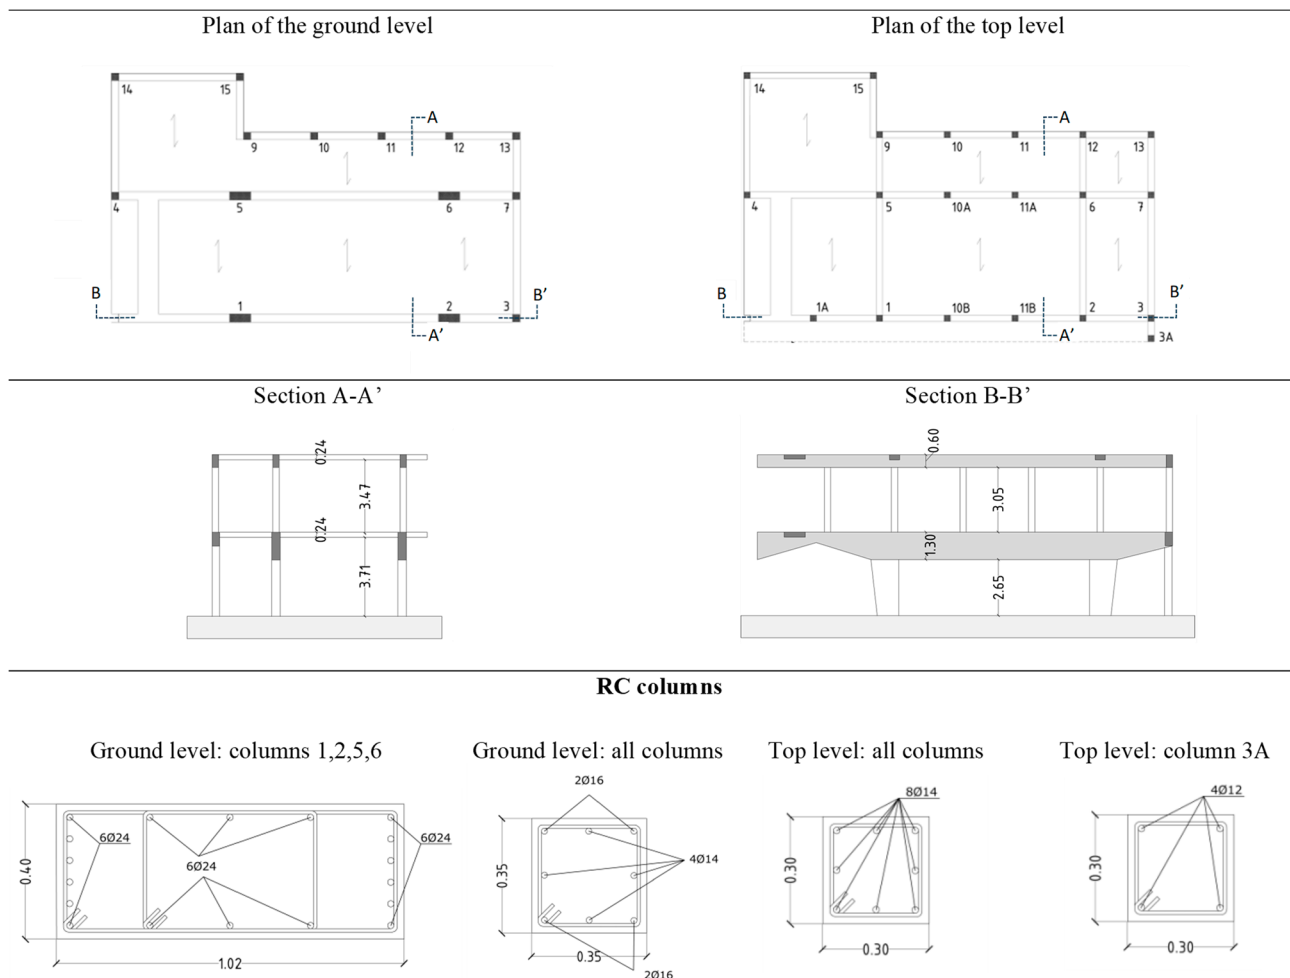 Plan of the ground level
Plan of the top level
14 15
A
9 10 11 12 13
4 5 6 7
B
1 2 3
B’
A’
14 15
A
9 10 11 12 13
4 5 10A 11A 6 7
B
1A 1 10B 11B 2 3
B’
A’
3A
Section A-A’
Section B-B’
0.24
3.47
0.24
3.71
0.60
3.05
1.30
2.65
RC columns
Ground level: columns 1,2,5,6
Ground level: all columns
Top level: all columns
Top level: column 3A
6Ø24
6Ø24
6Ø24
0.40
1.02
2Ø16
4Ø14
0.35
0.35
2Ø16
8Ø14
0.30
0.30
4Ø12
0.30
0.30